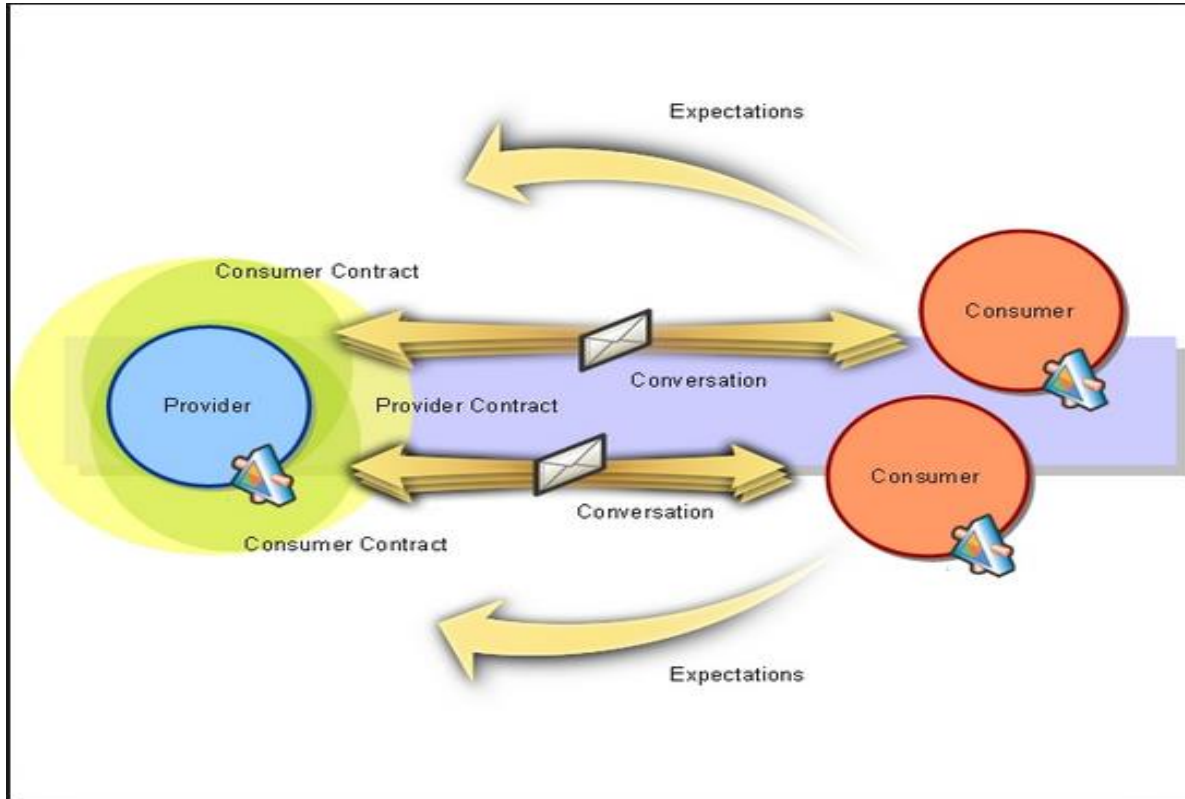 Expectations
Consumer Contract
Consumer
Conversation
Provider
Provider Contract
Consumer
Conversation
Consumer Contract
Expectations